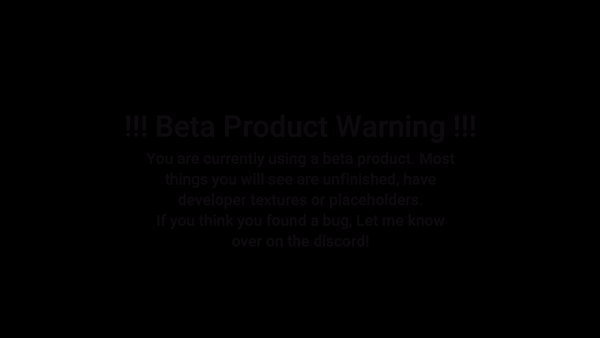 !!! Beta Product Warning !!!
You are currently using a beta product. Most
things you will see are unfinished, have
developer textures or placeholders.
If you think you found a bug, Let me know
over on the discord!